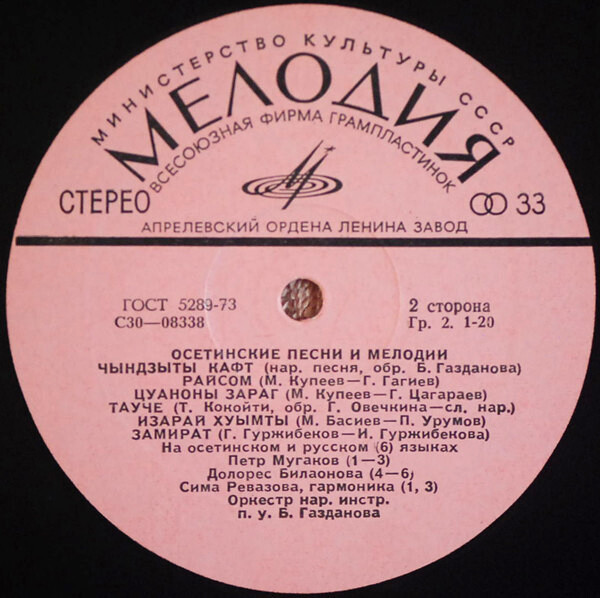 МИНИСТЕРСТВО КУЛЬТУРЫ СССР
МЕЛОДИЯ
ВСЕСОЮЗНАЯ ФИРМА ГРАМПЛАСТИНОК
СТЕРЕО
33
АПРЕЛЕВСКИЙ ОРДЕНА ЛЕНИНА ЗАВОД
ГОСТ 5289-73
С30—08338
2 сторона
Гр. 2. 1-20
ОСЕТИНСКИЕ ПЕСНИ И МЕЛОДИИ
ЧЫНДЗЫТЫ КАФТ (нар. песня, обр. Б. Газданова)
РАЙСОМ (М. Купеев—Г. Гагиев)
ЦУАНОНЫ ЗАРАГ (М. Купеев—Г. Цагараев)
ТАУЧЕ (Т. Кокойти, обр. Г. Овечкина—сл. нар.)
ИЗАРАЙ ХУЫМТЫ (М. Басиев—П. Урумов)
ЗАМИРАТ (Г. Гуржибеков—И. Гуржибекова)
На осетинском и русском (6) языках
Петр Мугаков (1—3)
Долорес Билаонова (4—6)
Сима Ревазова, гармоника (1, 3)
Оркестр нар. инстр.
п. у. Б. Газданова